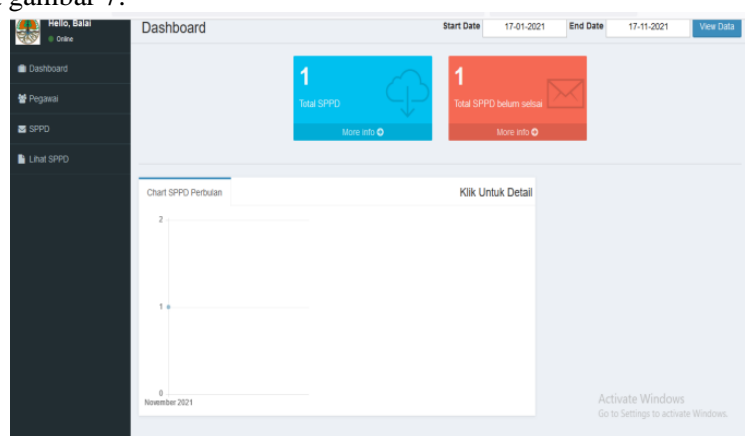 gambar 7.
Hello, Balai
Online
Dashboard
Start Date 17-01-2021 End Date 17-11-2021 View Data
Dashboard
Pegawai
SPPD
Lihat SPPD
1
Total SPPD
More info
1
Total SPPD belum selsai
More info
Chart SPPD Perbulan
Klik Untuk Detail
2
1
0
November 2021
Activate Windows
Go to Settings to activate Windows.